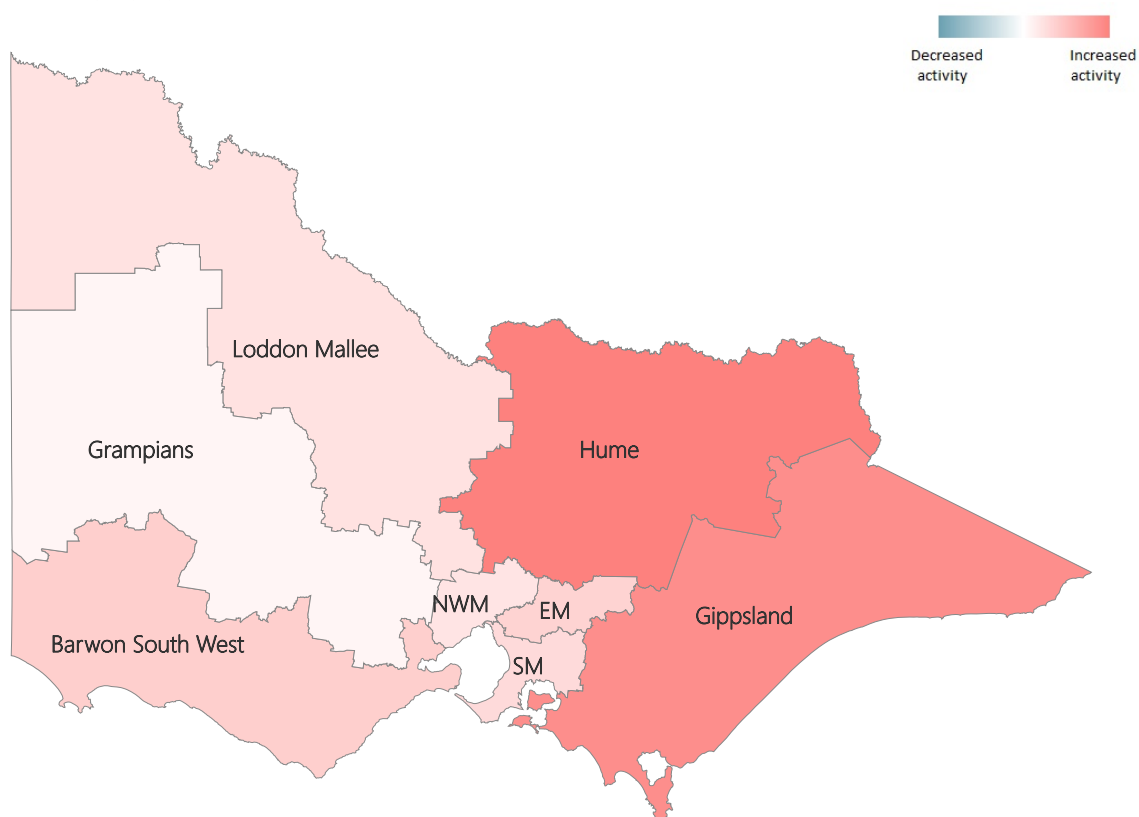 Decreased
activity
Increased
activity
Loddon Mallee
Grampians
Hume
NWM
EM
Gippsland
Barwon South West
SM